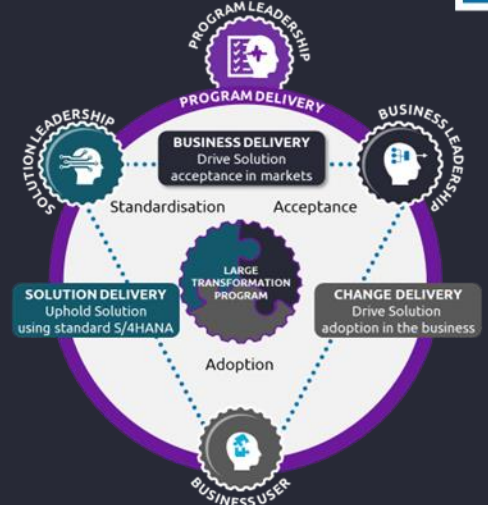 PROGRAM LEADERSHIP
PROGRAM DELIVERY
SOLUTION LEADERSHIP
BUSINESS LEADERSHIP
BUSINESS DELIVERY
Drive Solution
acceptance in markets
Standardisation
Acceptance
LARGE
TRANSFORMATION
PROGRAM
SOLUTION DELIVERY
Uphold Solution
using standard S/4HANA
CHANGE DELIVERY
Drive Solution
adoption in the business
Adoption
BUSINESS USER